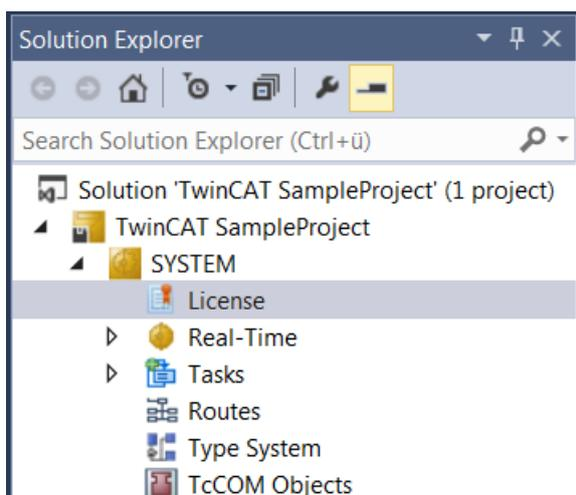 Solution Explorer
Search Solution Explorer (Ctrl+ü)
Solution 'TwinCAT SampleProject' (1 project)
TwinCAT SampleProject
SYSTEM
License
Real-Time
Tasks
Routes
Type System
TcCOM Objects